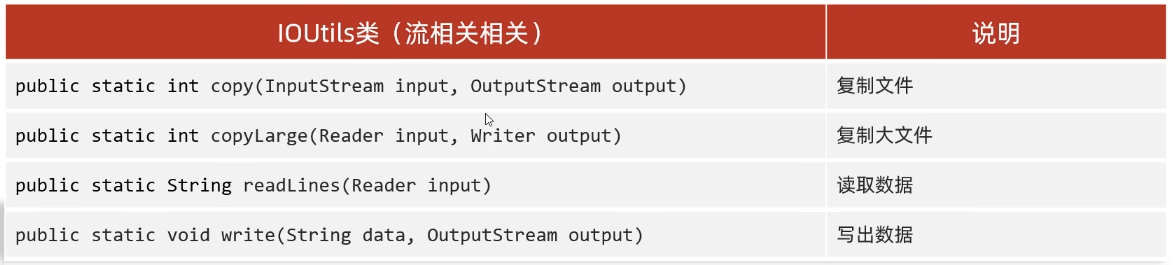 IOUtils类（流相关相关） 说明
public static int copy(InputStream input, OutputStream output) 复制文件
public static int copyLarge(Reader input, Writer output) 复制大文件
public static String readLines(Reader input) 读取数据
public static void write(String data, OutputStream output) 写出数据